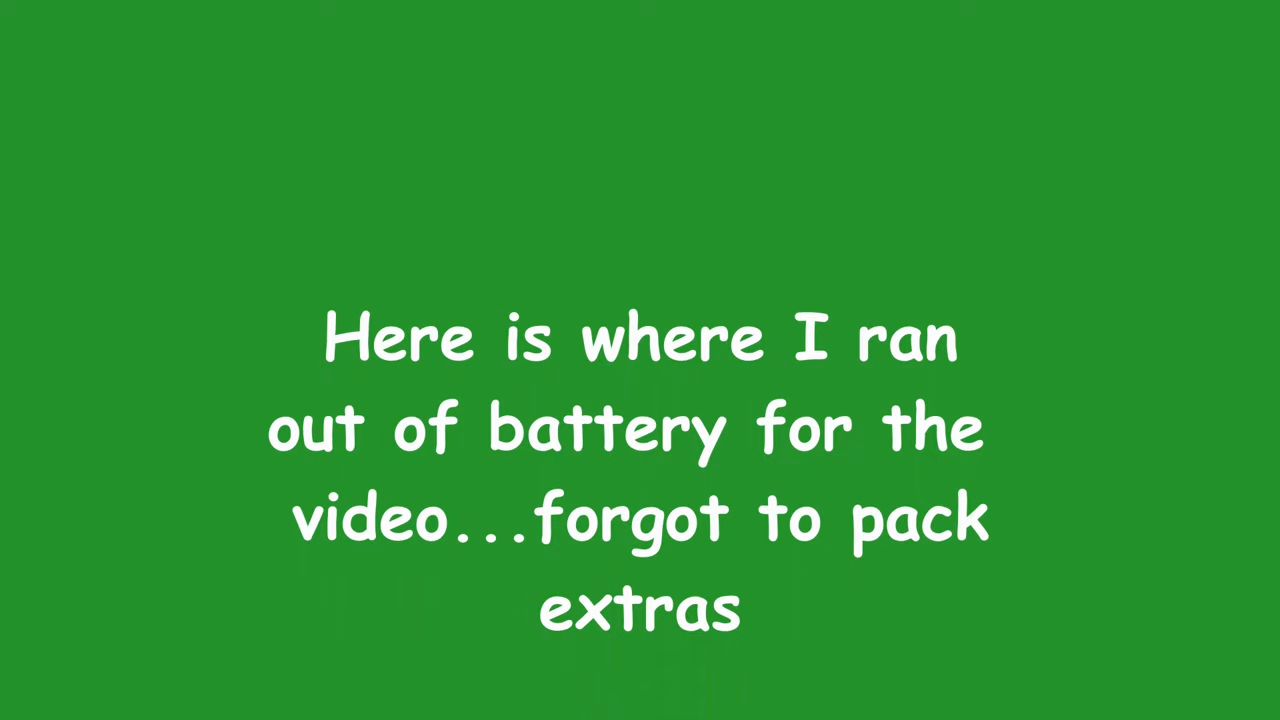 Here is where I ran
out of battery for the
video...forgot to pack
extras